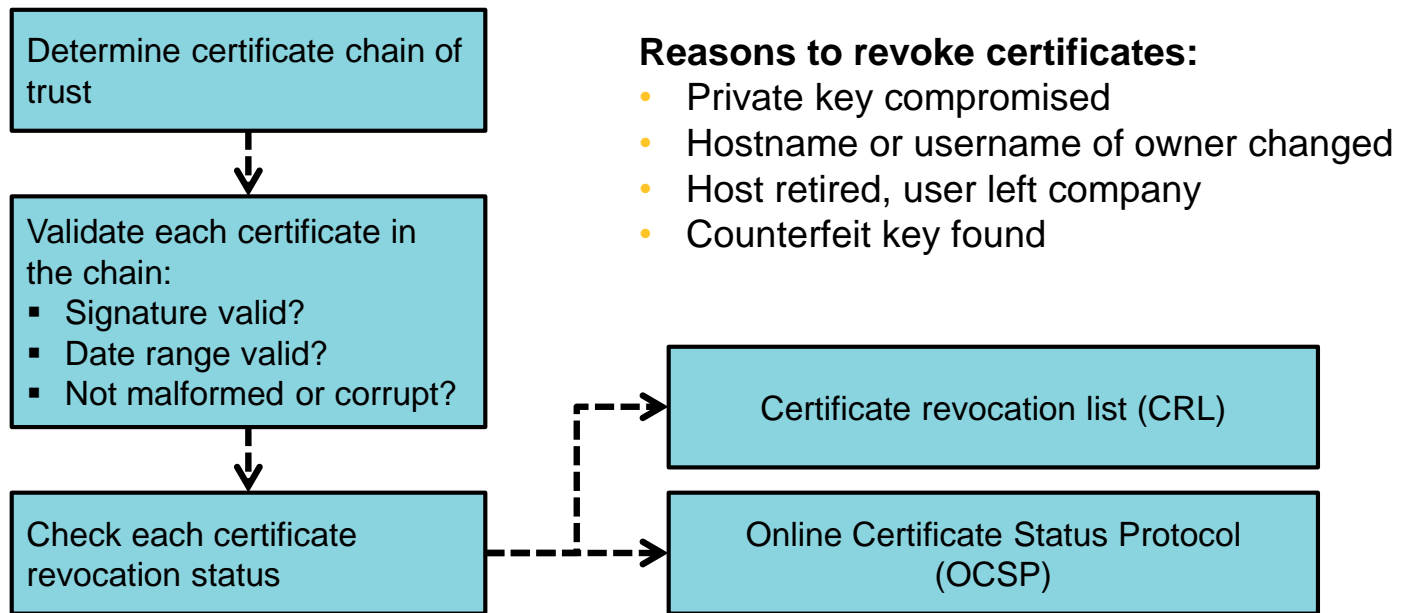 Determine certificate chain of
trust
Validate each certificate in
the chain:
▪ Signature valid?
▪ Date range valid?
▪ Not malformed or corrupt?
Check each certificate
revocation status
Reasons to revoke certificates:
• Private key compromised
• Hostname or username of owner changed
• Host retired, user left company
• Counterfeit key found
Certificate revocation list (CRL)
Online Certificate Status Protocol
(OCSP)